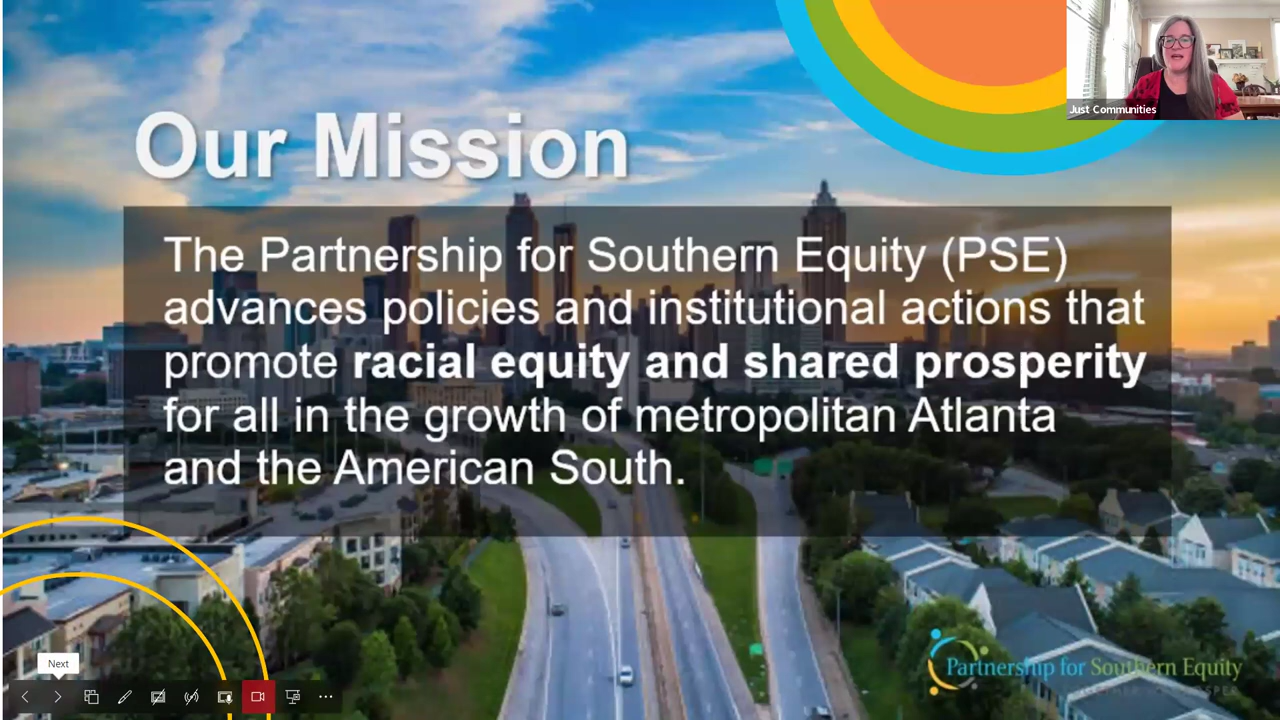 Just Communities
Our Mission
The Partnership for Southern Equity (PSE)
advances policies and institutional actions that
promote racial equity and shared prosperity
for all in the growth of metropolitan Atlanta
and the American South.
Next
Partnership for Southern Equity